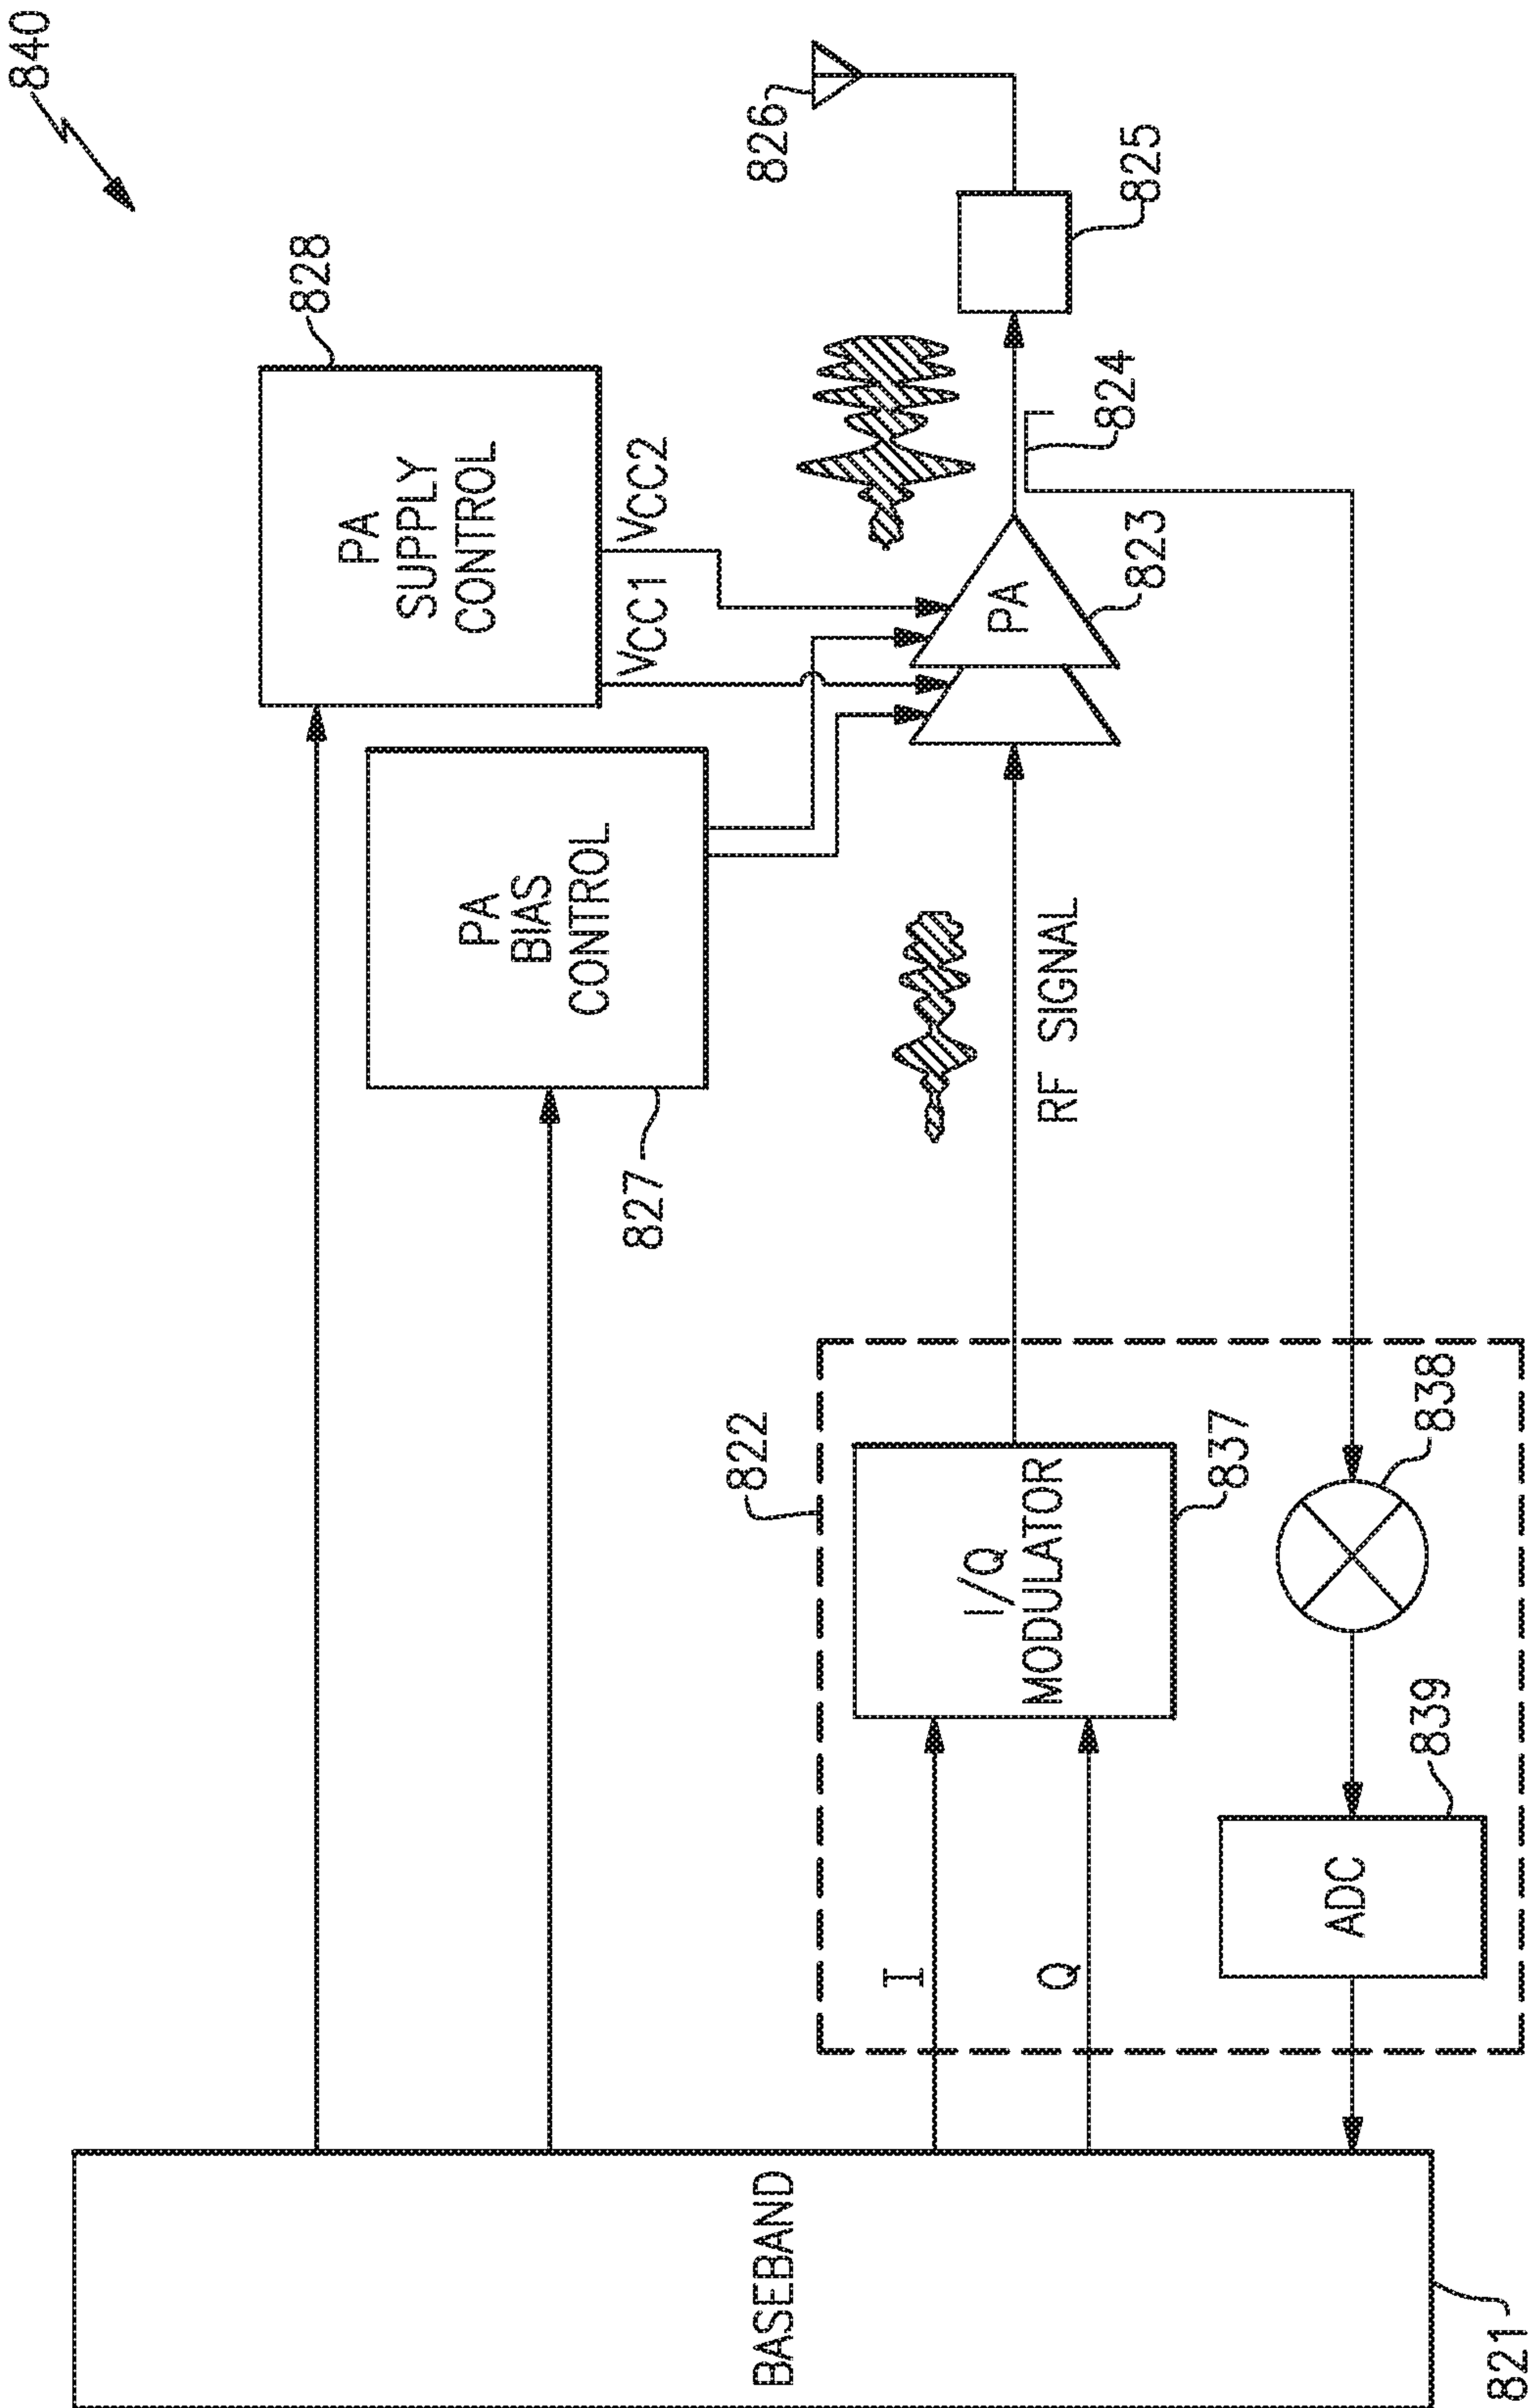 840
828
PA
SUPPLY
CONTROL
VCC1
VCC2
PA
BIAS
CONTROL
827
826
825
824
PA
823
RF SIGNAL
822
I/Q
MODULATOR
837
838
I
Q
ADC
839
BASEBAND
821